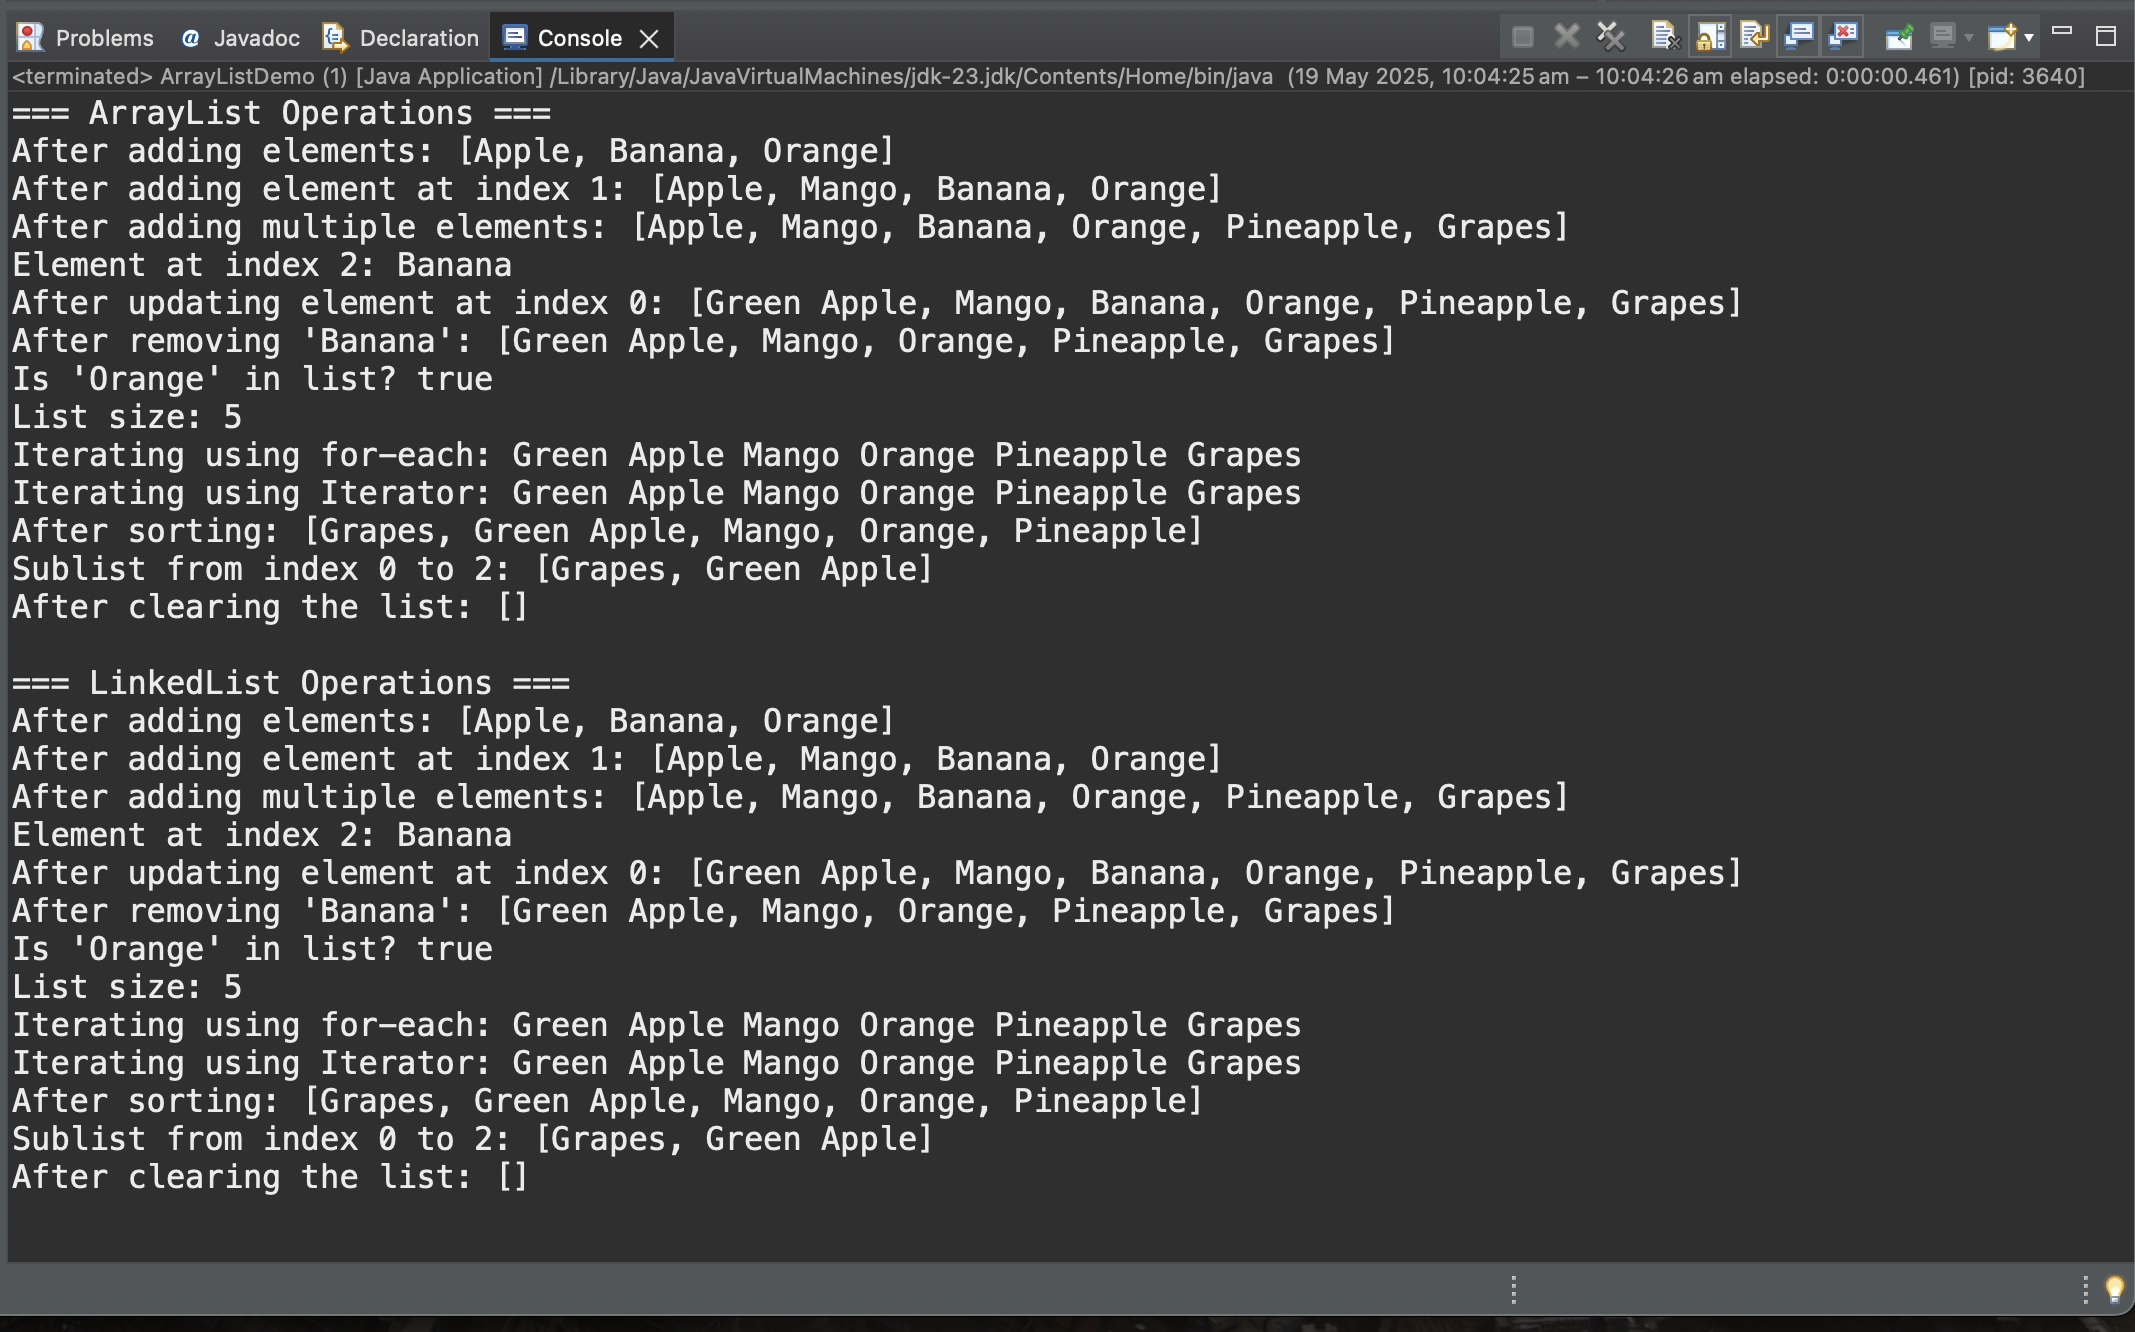 Problems Javadoc Declaration Console
<terminated> ArrayListDemo (1) [Java Application] /Library/Java/JavaVirtualMachines/jdk-23.jdk/Contents/Home/bin/java (19 May 2025, 10:04:25 am – 10:04:26 am elapsed: 0:00:00.461) [pid: 3640]
=== ArrayList Operations ===
After adding elements: [Apple, Banana, Orange]
After adding element at index 1: [Apple, Mango, Banana, Orange]
After adding multiple elements: [Apple, Mango, Banana, Orange, Pineapple, Grapes]
Element at index 2: Banana
After updating element at index 0: [Green Apple, Mango, Banana, Orange, Pineapple, Grapes]
After removing 'Banana': [Green Apple, Mango, Orange, Pineapple, Grapes]
Is 'Orange' in list? true
List size: 5
Iterating using for-each: Green Apple Mango Orange Pineapple Grapes
Iterating using Iterator: Green Apple Mango Orange Pineapple Grapes
After sorting: [Grapes, Green Apple, Mango, Orange, Pineapple]
Sublist from index 0 to 2: [Grapes, Green Apple]
After clearing the list: []

=== LinkedList Operations ===
After adding elements: [Apple, Banana, Orange]
After adding element at index 1: [Apple, Mango, Banana, Orange]
After adding multiple elements: [Apple, Mango, Banana, Orange, Pineapple, Grapes]
Element at index 2: Banana
After updating element at index 0: [Green Apple, Mango, Banana, Orange, Pineapple, Grapes]
After removing 'Banana': [Green Apple, Mango, Orange, Pineapple, Grapes]
Is 'Orange' in list? true
List size: 5
Iterating using for-each: Green Apple Mango Orange Pineapple Grapes
Iterating using Iterator: Green Apple Mango Orange Pineapple Grapes
After sorting: [Grapes, Green Apple, Mango, Orange, Pineapple]
Sublist from index 0 to 2: [Grapes, Green Apple]
After clearing the list: []